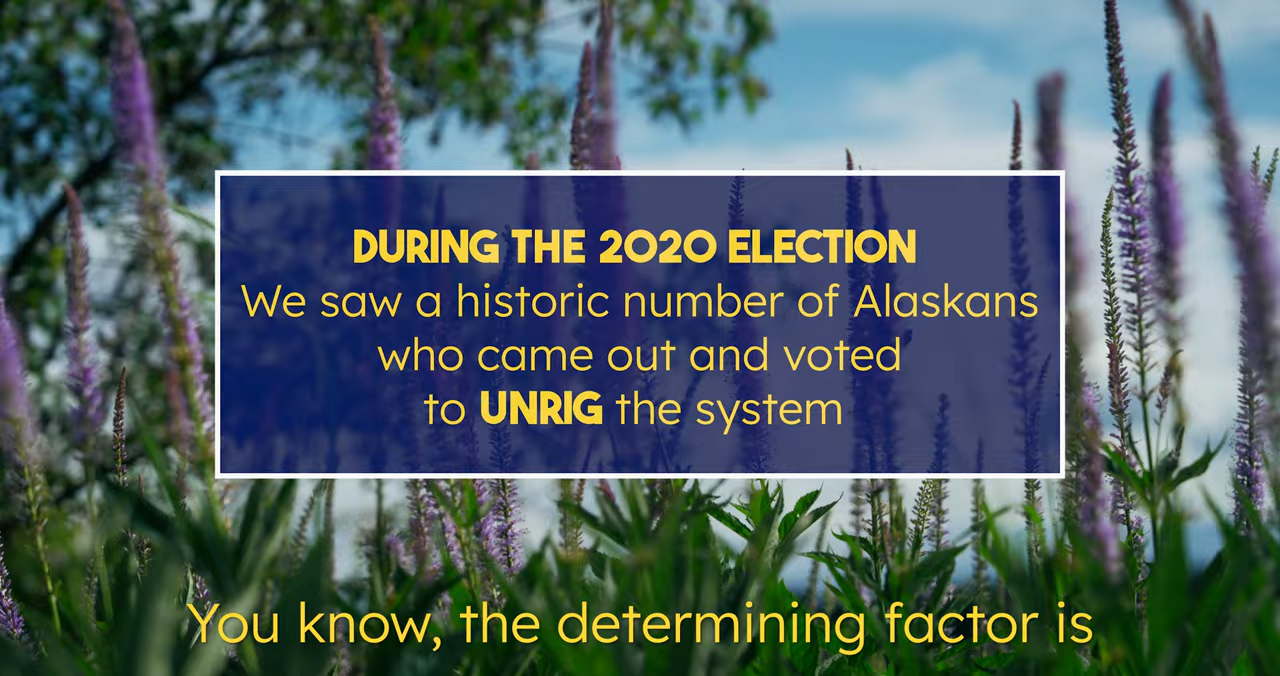 DURING THE 2020 ELECTION
We saw a historic number of Alaskans
who came out and voted
to UNRIG the system
You know, the determining factor is